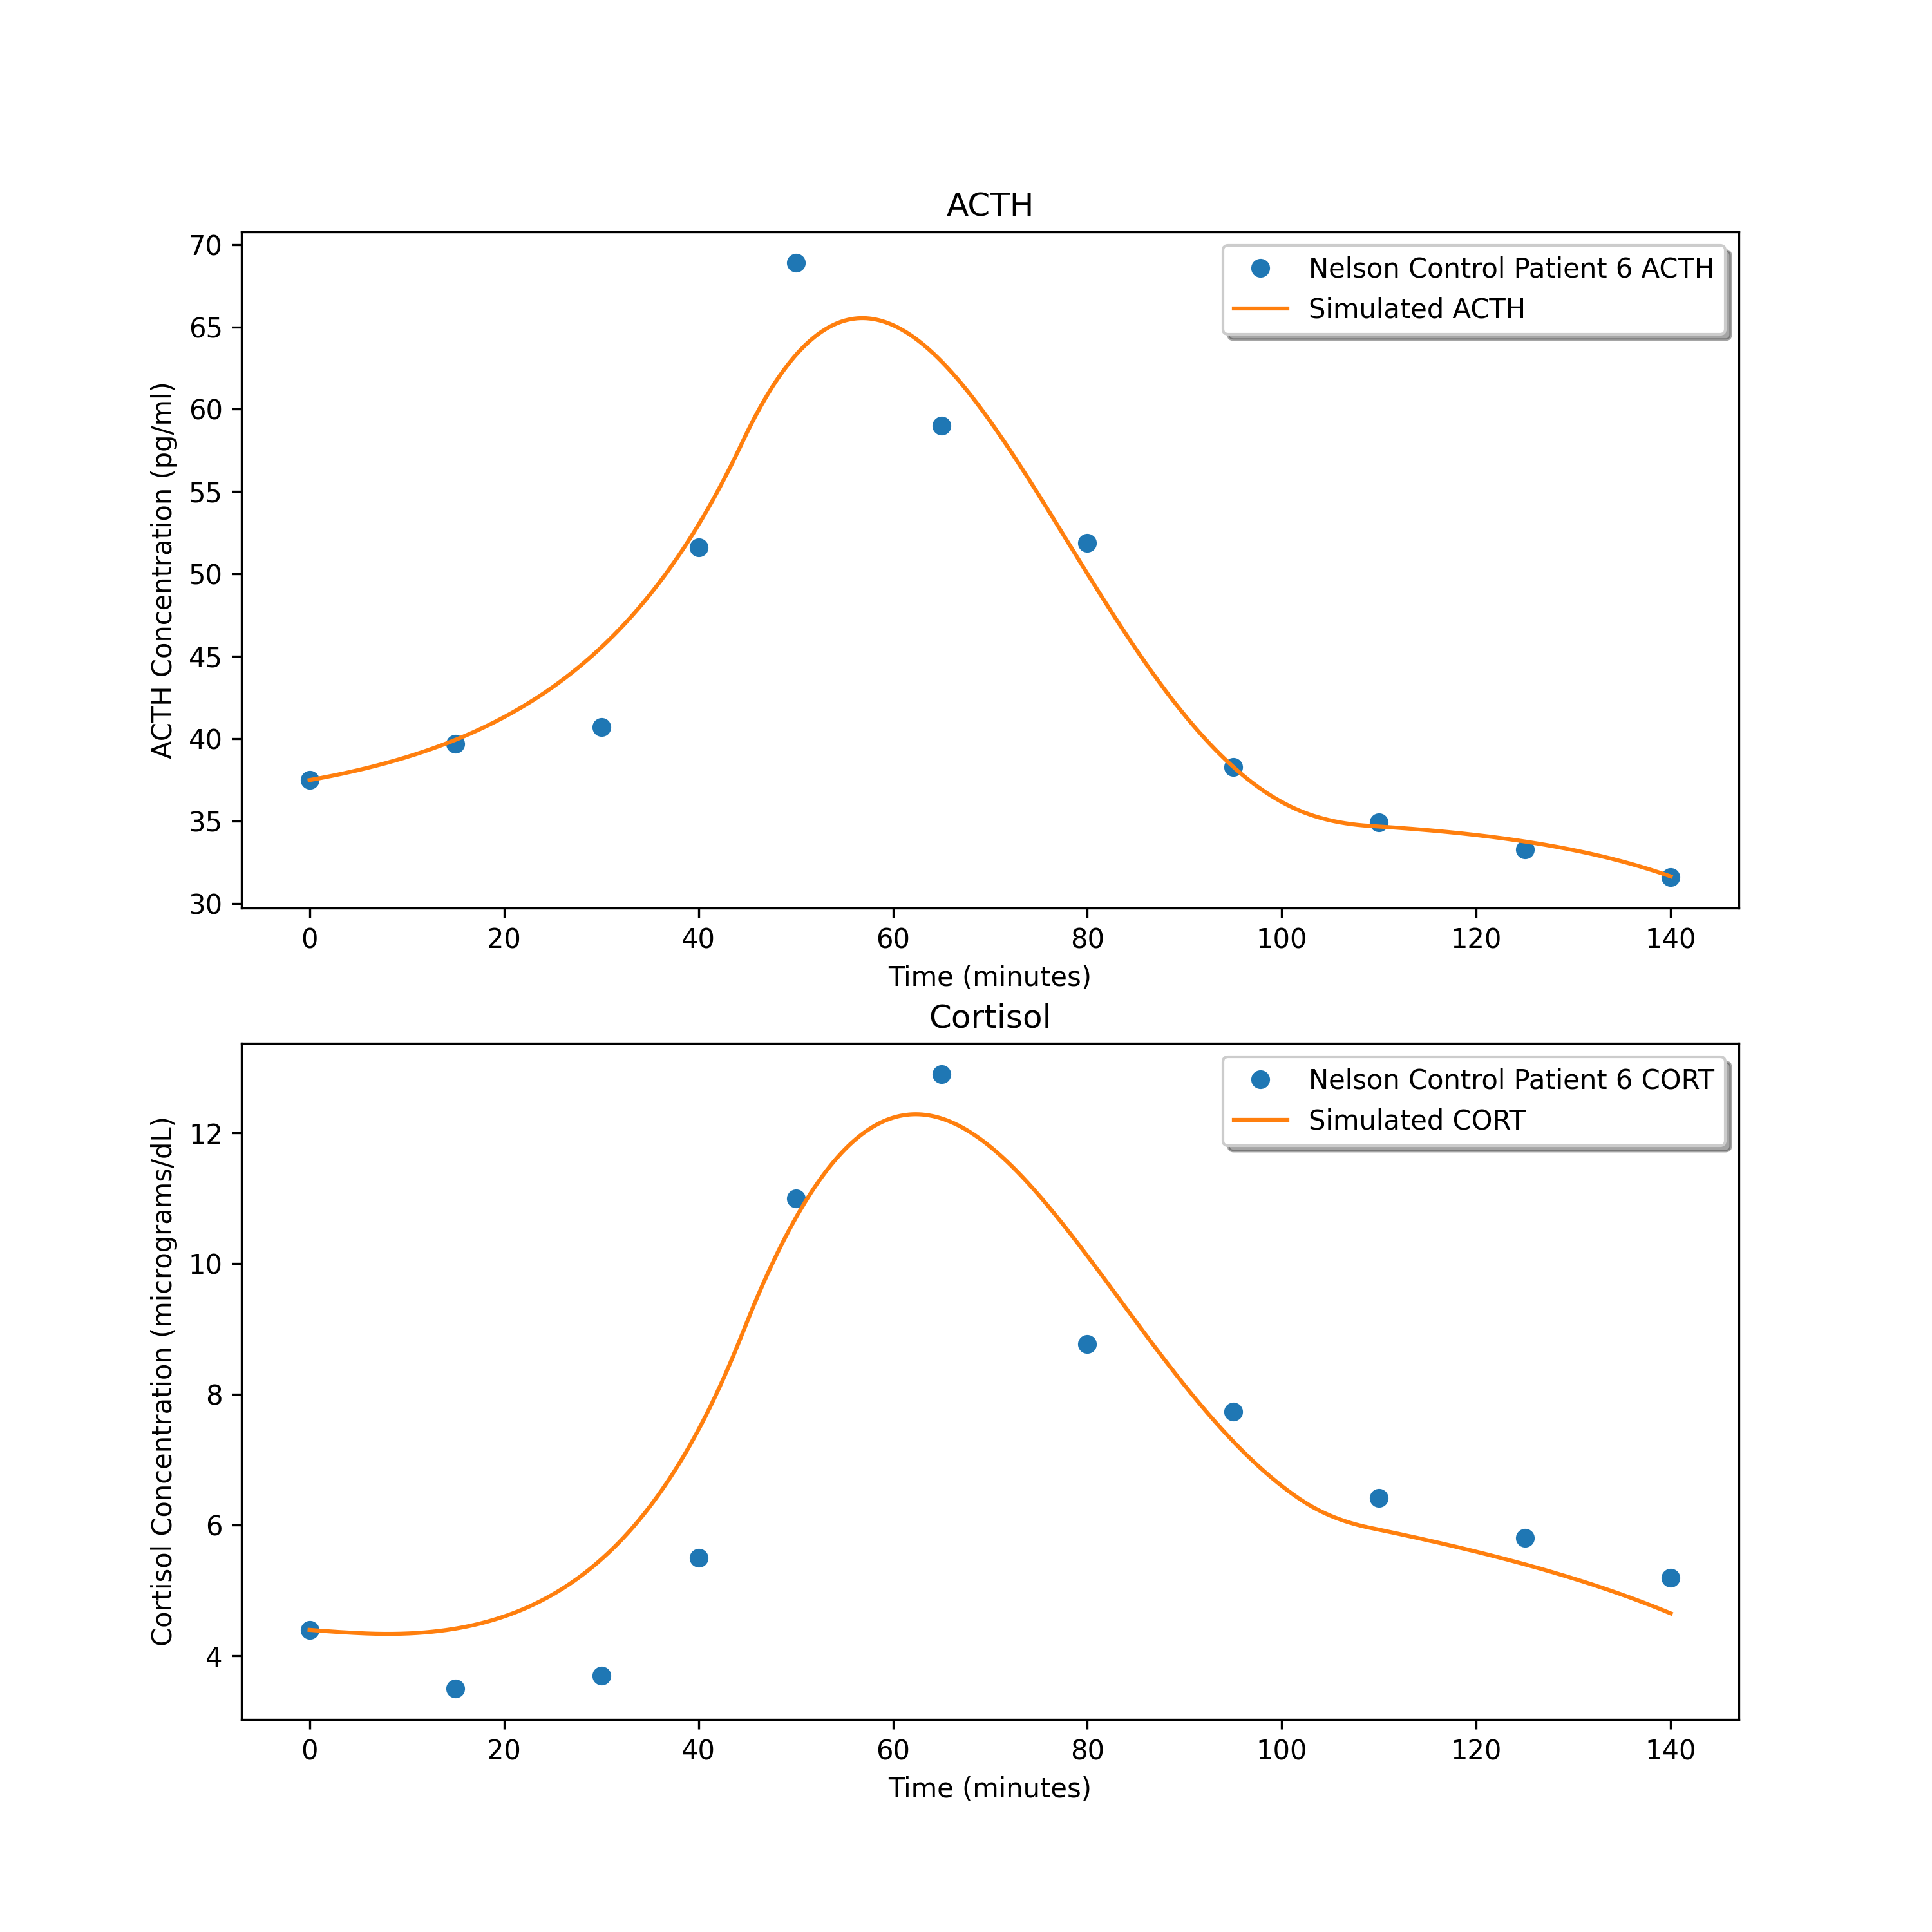 ACTH
70
65
60
55
50
45
40
35
30
ACTH Concentration (pg/ml)
Nelson Control Patient 6 ACTH
Simulated ACTH
0 20 40 60 80 100 120 140
Time (minutes)
Cortisol
12
10
8
6
4
Cortisol Concentration (micrograms/dL)
Nelson Control Patient 6 CORT
Simulated CORT
0 20 40 60 80 100 120 140
Time (minutes)